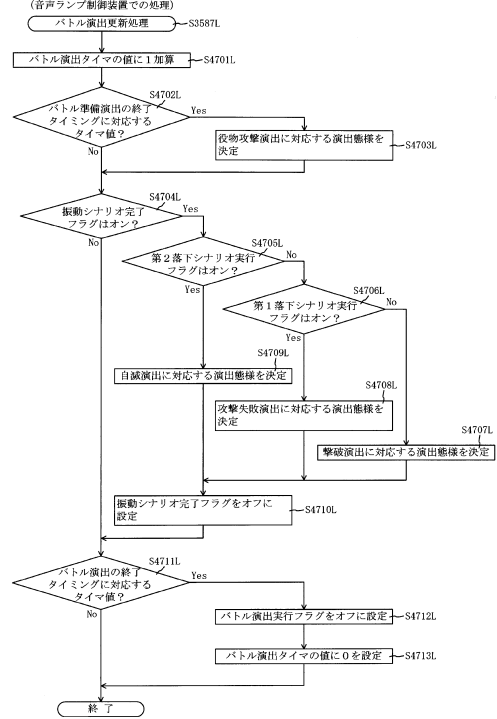 (音声ランプ制御装置での処理)
バトル演出更新処理
S3587L
バトル演出タイマの値に1加算
S4701L
S4702L
バトル準備演出の終了
タイミングに対応する
タイマ値?
Yes
No
役物攻撃演出に対応する演出態様を
決定
S4703L
S4704L
振動シナリオ完了
フラグはオン?
Yes
No
S4705L
第2落下シナリオ実行
フラグはオン?
No
Yes
S4706L
第1落下シナリオ実行
フラグはオン?
No
Yes
S4709L
自滅演出に対応する演出態様を決定
S4708L
攻撃失敗演出に対応する演出態様を
決定
S4707L
撃破演出に対応する演出態様を決定
振動シナリオ完了フラグをオフに
設定
S4710L
S4711L
バトル演出の終了
タイミングに対応する
タイマ値?
Yes
No
バトル演出実行フラグをオフに設定
S4712L
バトル演出タイマの値に0を設定
S4713L
終了